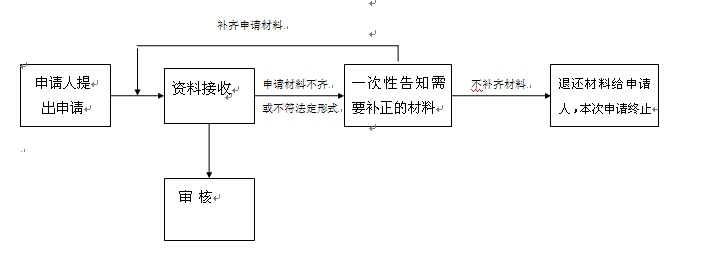 补齐申请材料
申请人提
出申请
资料接收
申请材料不齐
或不符法定形式
一次性告知需
要补正的材料
不补齐材料
退还材料给申请
人，本次申请终止
审 核